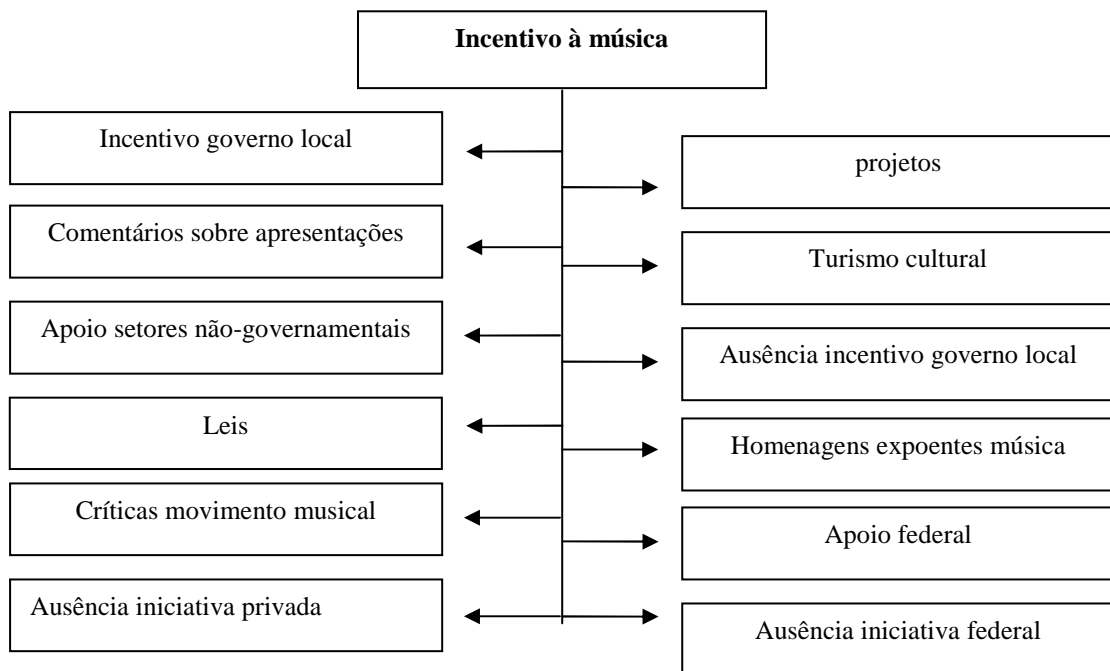 Incentivo à música
Incentivo governo local
projetos
Comentários sobre apresentações
Turismo cultural
Apoio setores não-governamentais
Ausência incentivo governo local
Leis
Homenagens expoentes música
Críticas movimento musical
Apoio federal
Ausência iniciativa privada
Ausência iniciativa federal